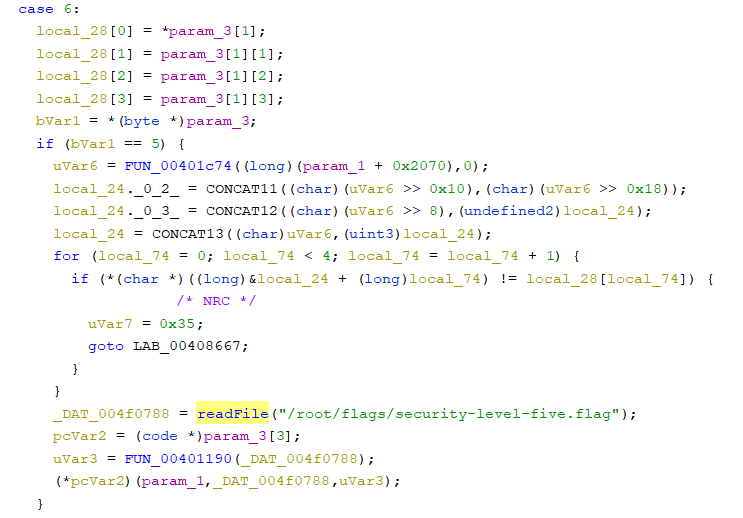 case 6:
local_28[0] = *param_3[1];
local_28[1] = param_3[1][1];
local_28[2] = param_3[1][2];
local_28[3] = param_3[1][3];
bVar1 = *(byte *)param_3;
if (bVar1 == 5) {
uVar6 = FUN_00401c74((long)(param_1 + 0x2070),0);
local_24._0_2_ = CONCAT11((char)(uVar6 >> 0x10),(char)(uVar6 >> 0x18));
local_24._0_3_ = CONCAT12((char)(uVar6 >> 8),(undefined2)local_24);
local_24 = CONCAT13((char)uVar6,(uint3)local_24);
for (local_74 = 0; local_74 < 4; local_74 = local_74 + 1) {
if (*(char *)((long)&local_24 + (long)local_74) != local_28[local_74]) {
/* NRC */
uVar7 = 0x35;
goto LAB_00408667;
}
}
_DAT_004f0788 = readFile("/root/flags/security-level-five.flag");
pcVar2 = (code *)param_3[3];
uVar3 = FUN_00401190(_DAT_004f0788);
(*pcVar2)(param_1,_DAT_004f0788,uVar3);
}